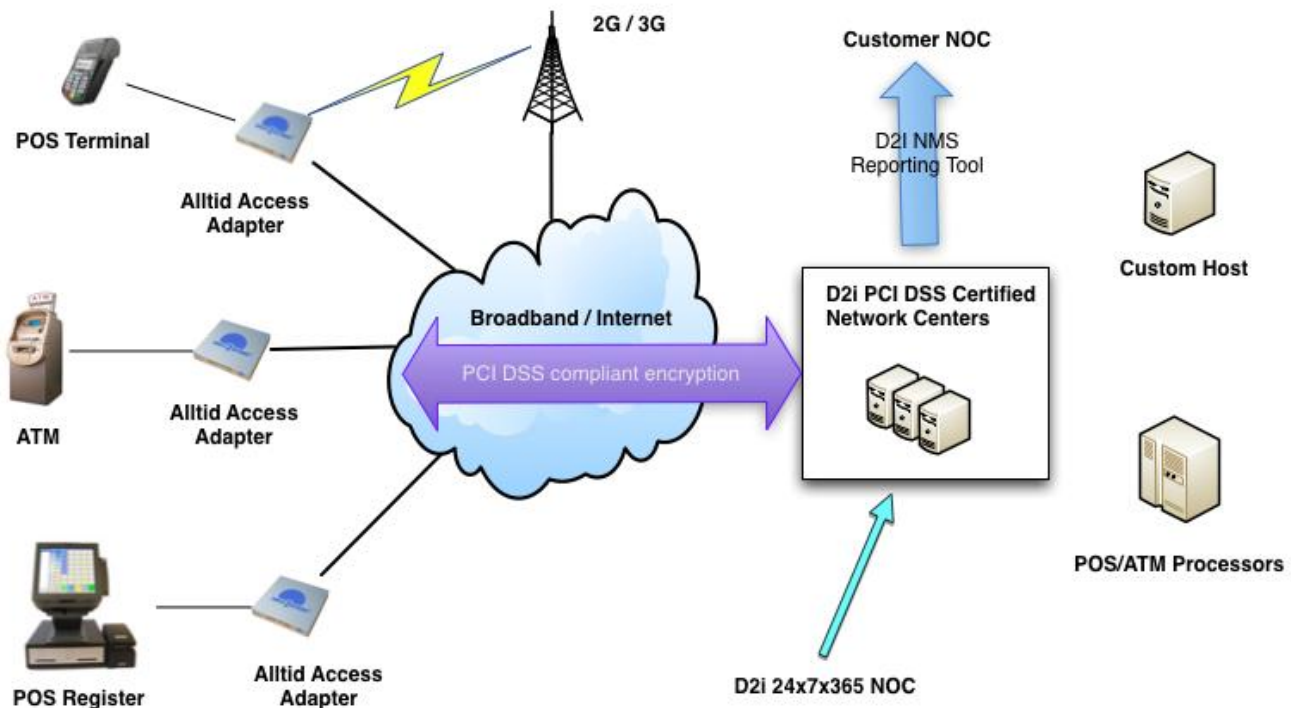 2G / 3G
Customer NOC
POS Terminal
D2I NMS
Reporting Tool
Alltid Access
Adapter
Custom Host
D2i PCI DSS Certified
Network Centers
Broadband / Internet
PCI DSS compliant encryption
Alltid Access
Adapter
ATM
POS/ATM Processors
Alltid Access
Adapter
POS Register
D2i 24x7x365 NOC